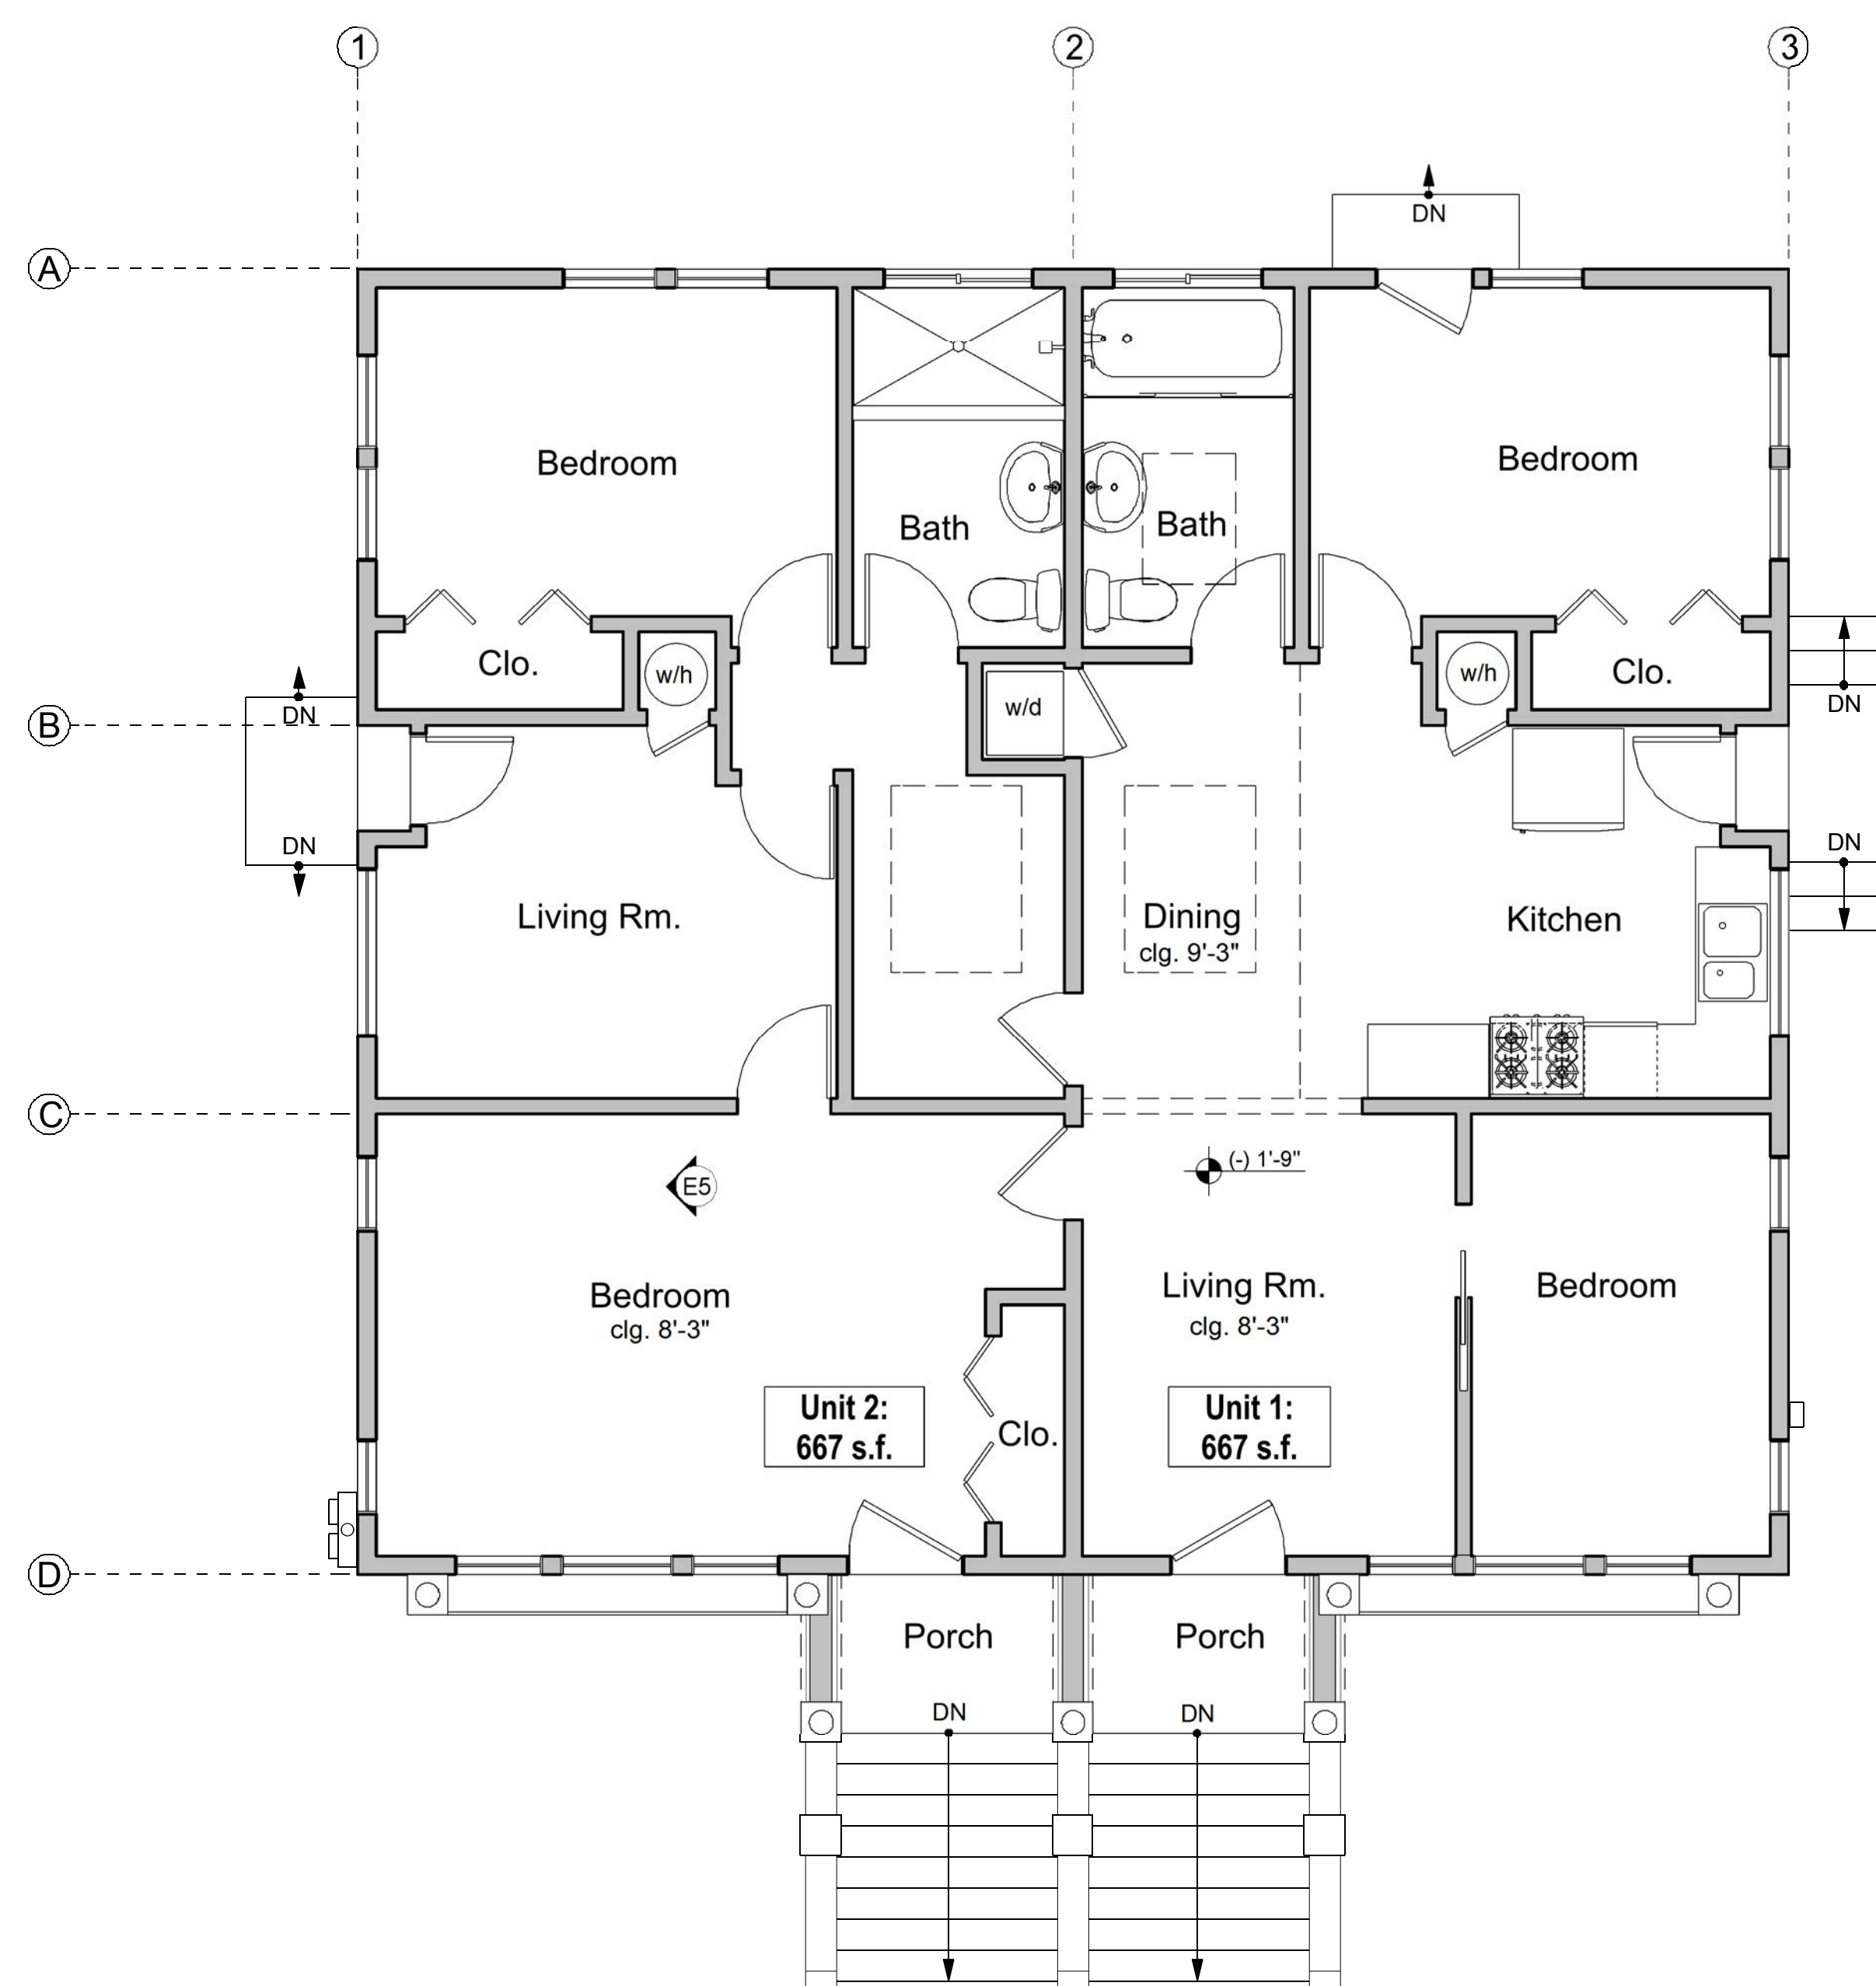 1
2
3
DN
A
Bedroom
Bedroom
Bath
Bath
Clo.
w/h
w/h
Clo.
w/d
DN
DN
B
DN
DN
Living Rm.
Dining
clg. 9'-3"
Kitchen
C
(-) 1'-9"
E5
Bedroom
clg. 8'-3"
Living Rm.
clg. 8'-3"
Bedroom
Unit 2:
667 s.f.
Clo.
Unit 1:
667 s.f.
D
Porch
Porch
DN
DN